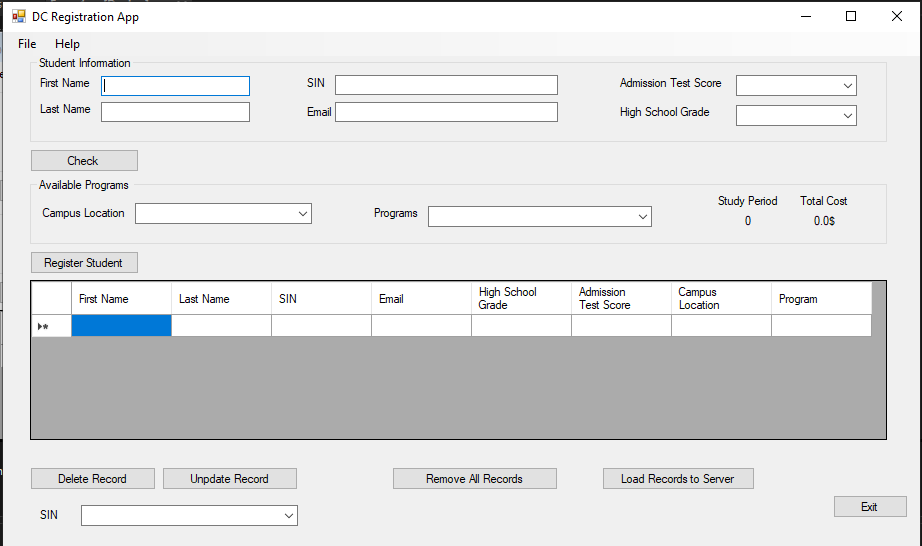 DC Registration App
File Help
Student Information
First Name SIN Admission Test Score
Last Name Email High School Grade
Check
Available Programs
Study Period Total Cost
Campus Location Programs
0 0.0$
Register Student
First Name Last Name SIN Email High School Grade Admission Test Score Campus Location Program
Delete Record Unpdate Record Remove All Records Load Records to Server
Exit
SIN